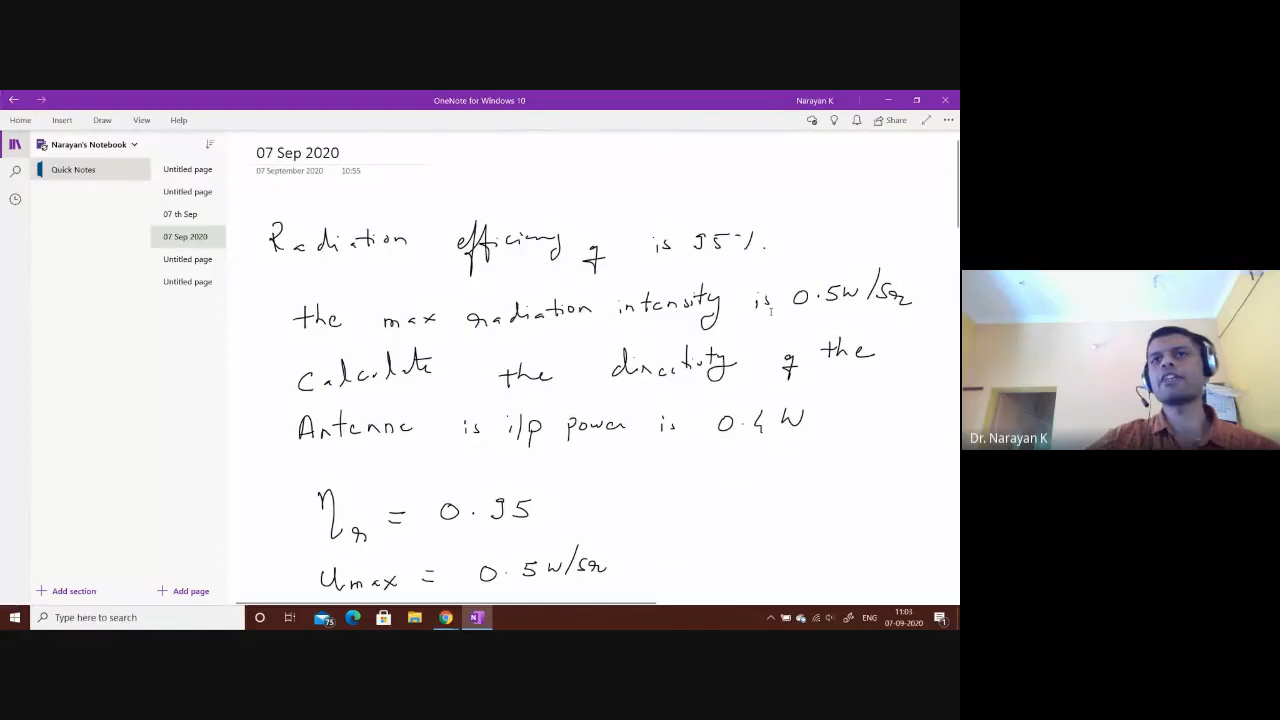 OneNote for Windows 10
Narayan K
Home
Insert
Draw
View
Help
Share
Narayan's Notebook
Quick Notes
Untitled page
Untitled page
07 th Sep
07 Sep 2020
Untitled page
Untitled page
Add section
Add page
07 Sep 2020
07 September 2020 10:55
Radiation efficiency of is 95%.
the max radiation intensity is 0.5w/Sr
Calculate the directivity of the
Antenna is i/p power is 0.4 W
ηr = 0.95
Umax = 0.5 w/Sr
Dr. Narayan K
Type here to search
75
ENG
11:03
07-09-2020
1